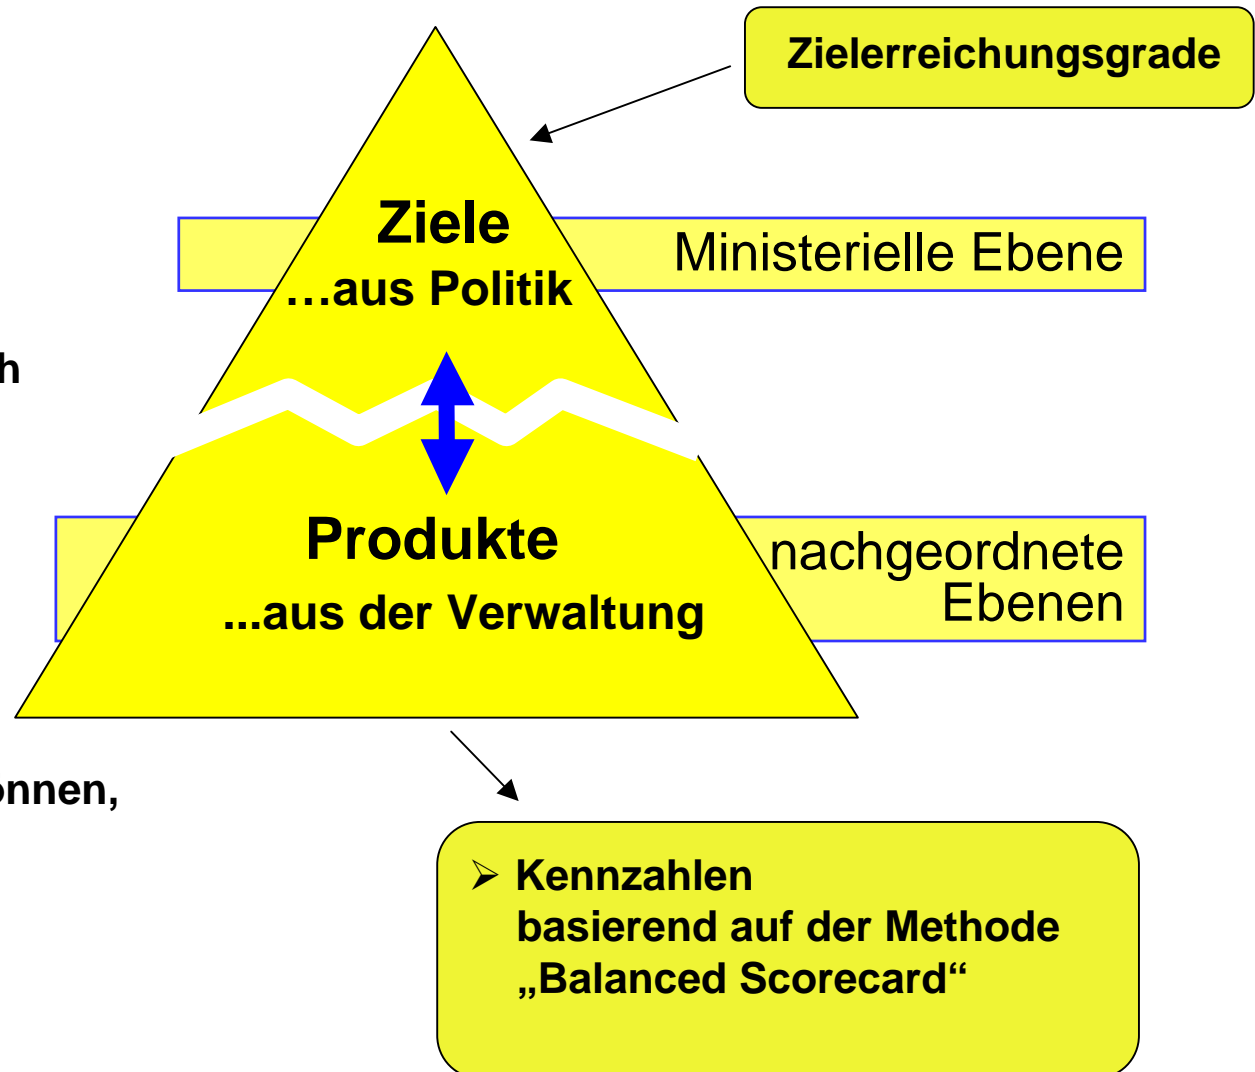 Zielerreichungsgrade
Ziele
...aus Politik
Ministerielle Ebene
h
Produkte
...aus der Verwaltung
nachgeordnete
Ebenen
onnen,
➢ Kennzahlen
basierend auf der Methode
„Balanced Scorecard“